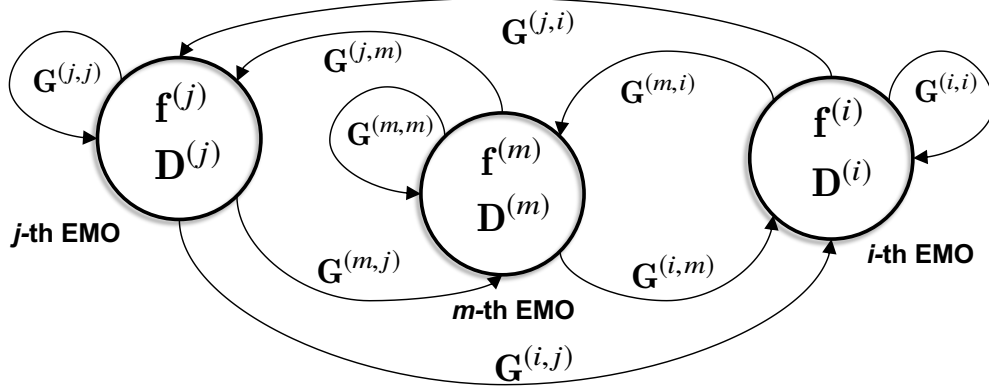 G^{(j,i)}
G^{(j,j)}
G^{(j,m)}
G^{(m,i)}
G^{(i,i)}
f^{(j)}
D^{(j)}
G^{(m,m)}
f^{(m)}
D^{(m)}
f^{(i)}
D^{(i)}
j-th EMO
G^{(m,j)}
G^{(i,m)}
i-th EMO
m-th EMO
G^{(i,j)}